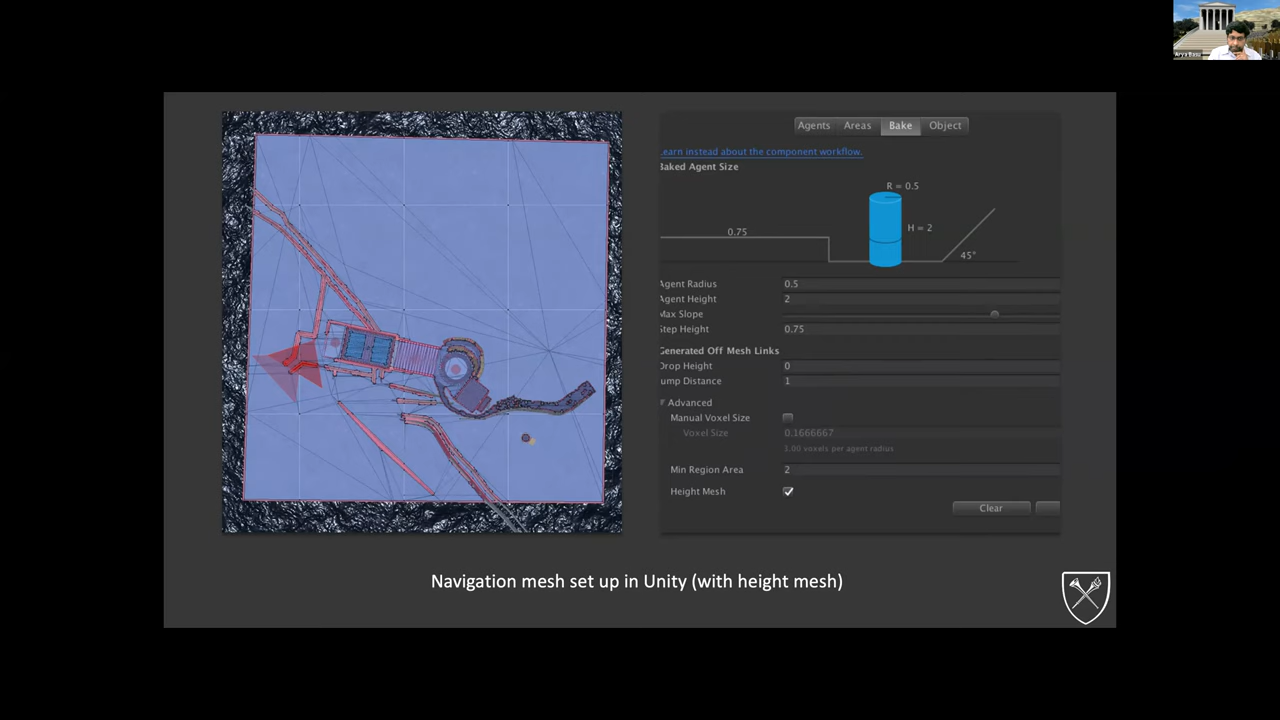 Agents Areas Bake Object
earn instead about the component workflow.
Baked Agent Size
R = 0.5
0.75
H = 2
45°
Agent Radius 0.5
Agent Height 2
Max Slope
Step Height 0.75
Generated Off Mesh Links
Drop Height 0
ump Distance 1
Advanced
Manual Voxel Size
Voxel Size 0.1666667
3.00 voxels per agent radius
Min Region Area 2
Height Mesh
Clear
Navigation mesh set up in Unity (with height mesh)